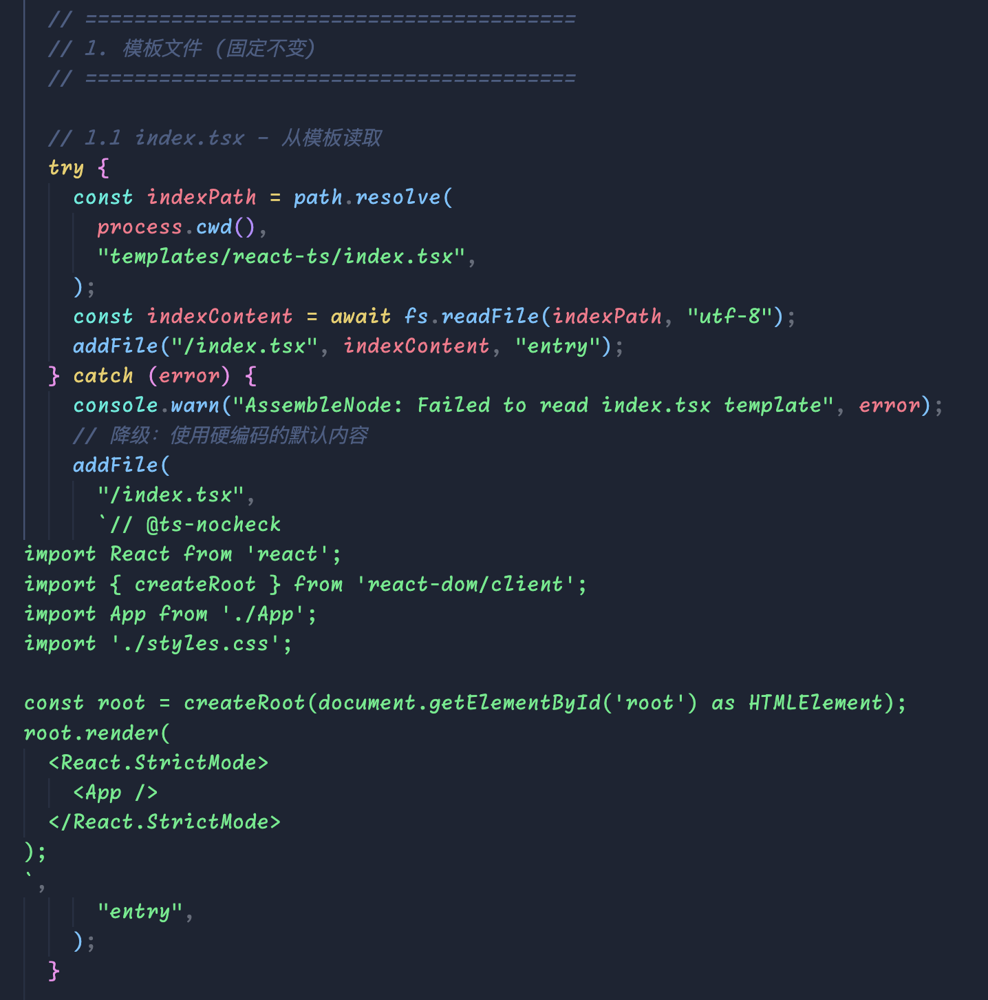 // ========================================
// 1. 模板文件 (固定不变)
// ========================================
// 1.1 index.tsx - 从模板读取
try {
const indexPath = path.resolve(
process.cwd(),
"templates/react-ts/index.tsx",
);
const indexContent = await fs.readFile(indexPath, "utf-8");
addFile("/index.tsx", indexContent, "entry");
} catch (error) {
console.warn("AssembleNode: Failed to read index.tsx template", error);
// 降级：使用硬编码的默认内容
addFile(
"/index.tsx",
`// @ts-nocheck
import React from 'react';
import { createRoot } from 'react-dom/client';
import App from './App';
import './styles.css';
const root = createRoot(document.getElementById('root') as HTMLElement);
root.render(
<React.StrictMode>
<App />
</React.StrictMode>
);
`,
"entry",
);
}